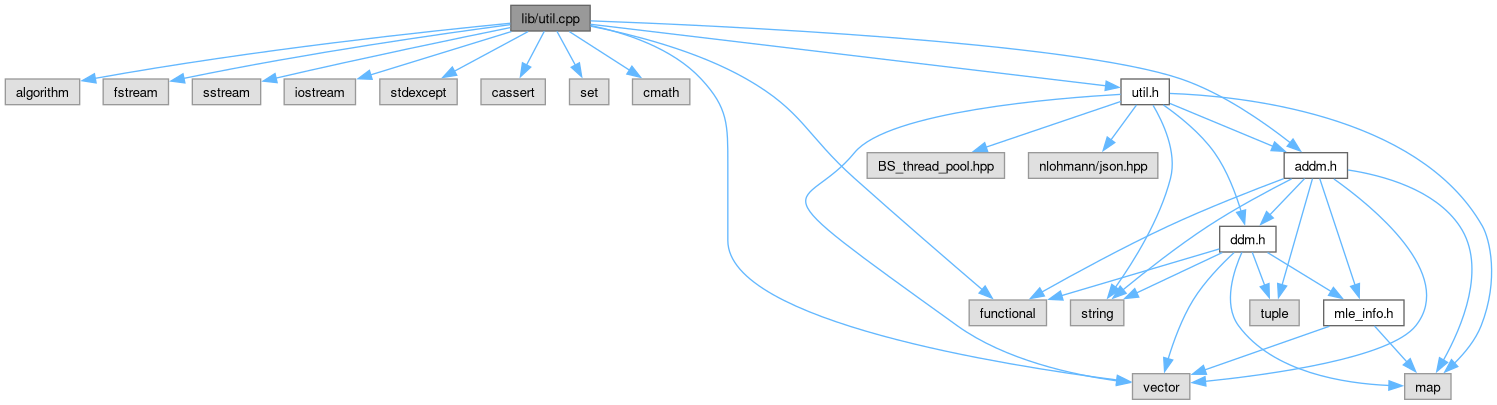 lib/util.cpp
algorithm
fstream
sstream
iostream
stdexcept
cassert
set
cmath
util.h
BS_thread_pool.hpp
nlohmann/json.hpp
addm.h
ddm.h
functional
string
tuple
mle_info.h
vector
map